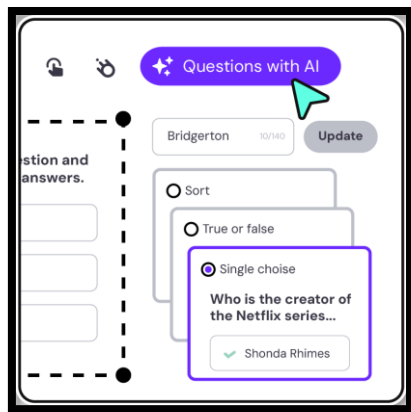 Questions with AI
Bridgerton 10/140 Update
stion and
answers.
Sort
True or false
Single choise
Who is the creator of
the Netflix series...
Shonda Rhimes